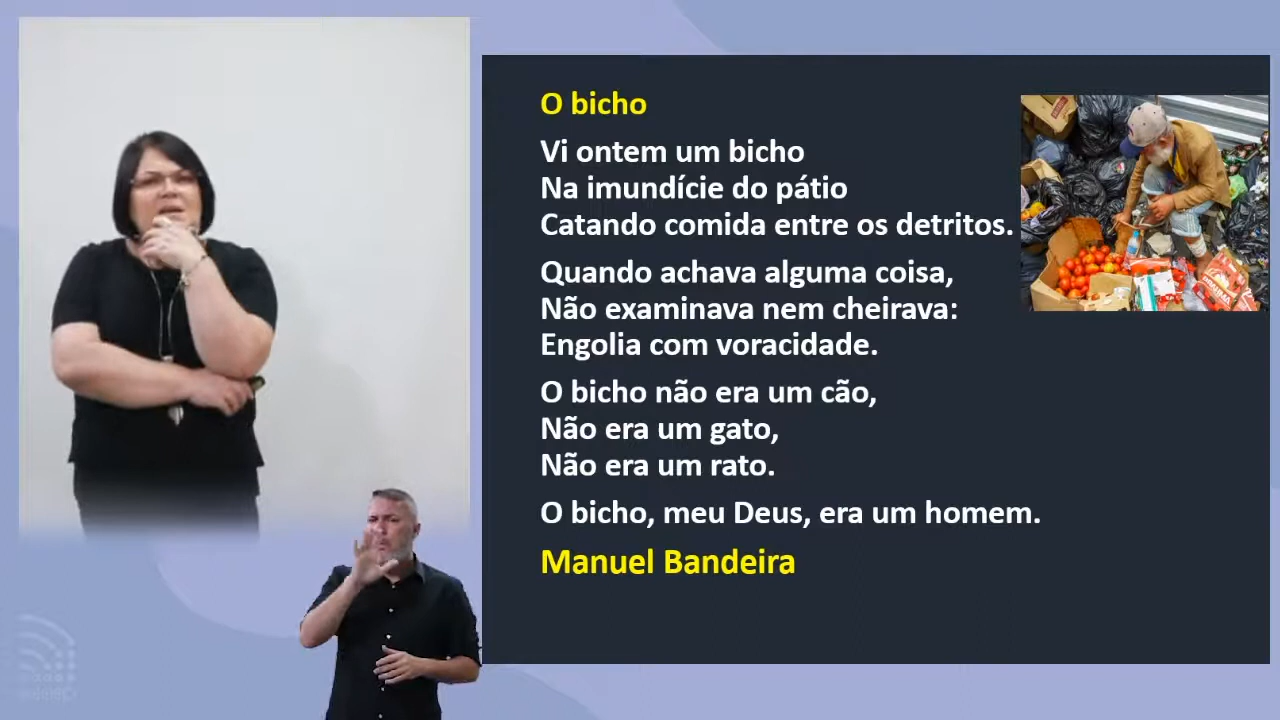 O bicho
Vi ontem um bicho
Na imundície do pátio
Catando comida entre os detritos.
Quando achava alguma coisa,
Não examinava nem cheirava:
Engolia com voracidade.
O bicho não era um cão,
Não era um gato,
Não era um rato.
O bicho, meu Deus, era um homem.
Manuel Bandeira